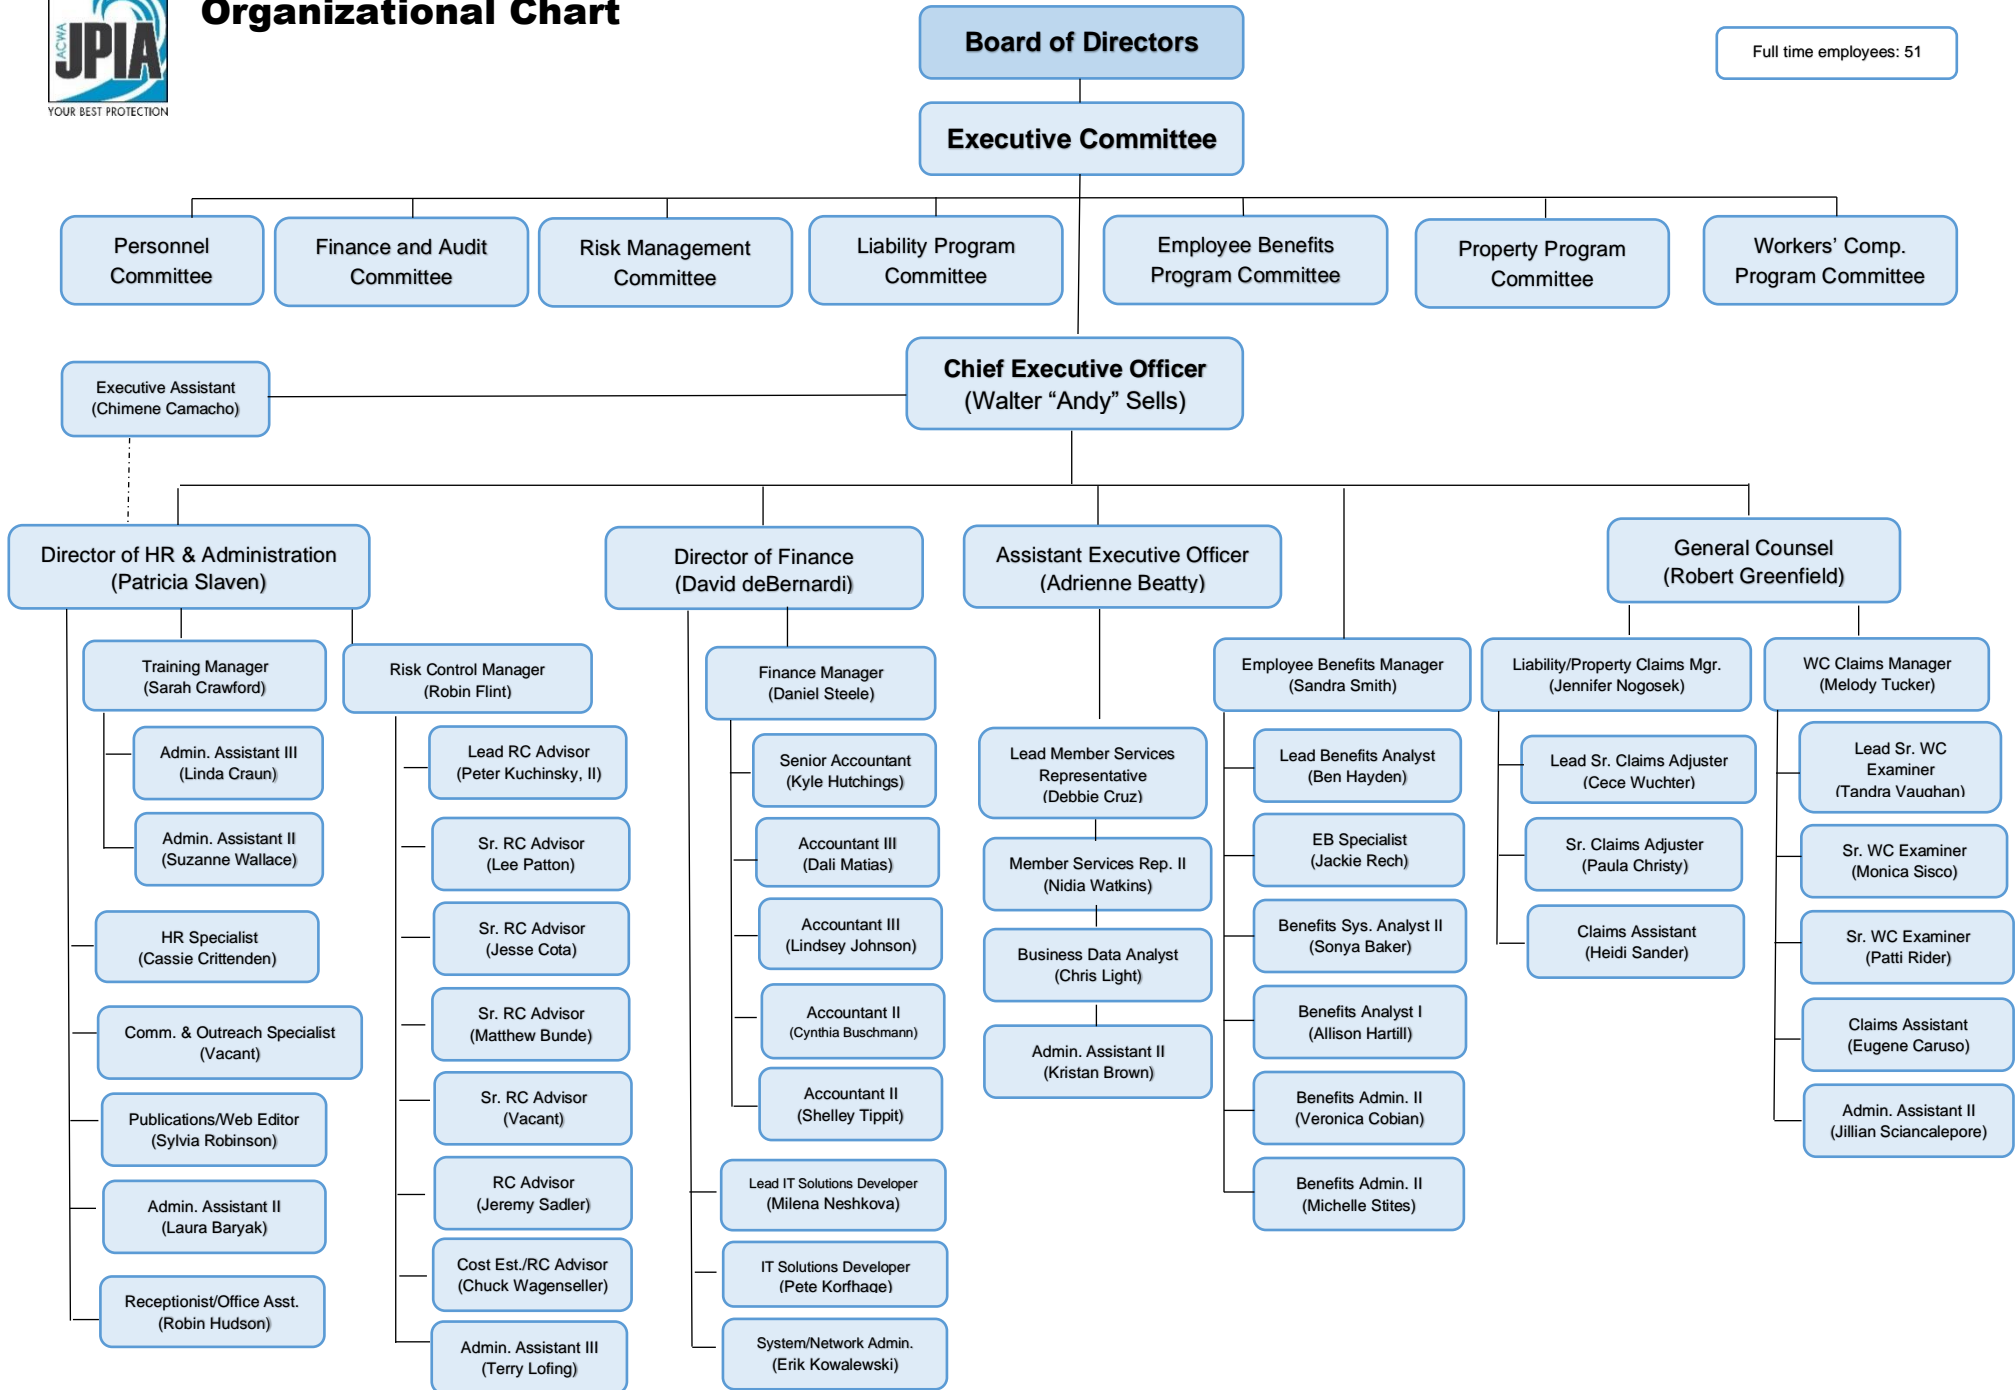 Organizational Chart
ACWA
JPIA
YOUR BEST PROTECTION
Board of Directors
Full time employees: 51
Executive Committee
Personnel
Committee
Finance and Audit
Committee
Risk Management
Committee
Liability Program
Committee
Employee Benefits
Program Committee
Property Program
Committee
Workers’ Comp.
Program Committee
Chief Executive Officer
(Walter “Andy” Sells)
Executive Assistant
(Chimene Camacho)
Director of HR & Administration
(Patricia Slaven)
Training Manager
(Sarah Crawford)
Admin. Assistant III
(Linda Craun)
Admin. Assistant II
(Suzanne Wallace)
HR Specialist
(Cassie Crittenden)
Comm. & Outreach Specialist
(Vacant)
Publications/Web Editor
(Sylvia Robinson)
Admin. Assistant II
(Laura Baryak)
Receptionist/Office Asst.
(Robin Hudson)
Risk Control Manager
(Robin Flint)
Lead RC Advisor
(Peter Kuchinsky, II)
Sr. RC Advisor
(Lee Patton)
Sr. RC Advisor
(Jesse Cota)
Sr. RC Advisor
(Matthew Bunde)
Sr. RC Advisor
(Vacant)
RC Advisor
(Jeremy Sadler)
Cost Est./RC Advisor
(Chuck Wagenseller)
Admin. Assistant III
(Terry Lofing)
Director of Finance
(David deBernardi)
Finance Manager
(Daniel Steele)
Senior Accountant
(Kyle Hutchings)
Accountant III
(Dali Matias)
Accountant III
(Lindsey Johnson)
Accountant II
(Cynthia Buschmann)
Accountant II
(Shelley Tippit)
Lead IT Solutions Developer
(Milena Neshkova)
IT Solutions Developer
(Pete Korfhage)
System/Network Admin.
(Erik Kowalewski)
Assistant Executive Officer
(Adrienne Beatty)
Lead Member Services
Representative
(Debbie Cruz)
Member Services Rep. II
(Nidia Watkins)
Business Data Analyst
(Chris Light)
Admin. Assistant II
(Kristan Brown)
Employee Benefits Manager
(Sandra Smith)
Lead Benefits Analyst
(Ben Hayden)
EB Specialist
(Jackie Rech)
Benefits Sys. Analyst II
(Sonya Baker)
Benefits Analyst I
(Allison Hartill)
Benefits Admin. II
(Veronica Cobian)
Benefits Admin. II
(Michelle Stites)
General Counsel
(Robert Greenfield)
Liability/Property Claims Mgr.
(Jennifer Nogosek)
Lead Sr. Claims Adjuster
(Cece Wuchter)
Sr. Claims Adjuster
(Paula Christy)
Claims Assistant
(Heidi Sander)
WC Claims Manager
(Melody Tucker)
Lead Sr. WC
Examiner
(Tandra Vaughan)
Sr. WC Examiner
(Monica Sisco)
Sr. WC Examiner
(Patti Rider)
Claims Assistant
(Eugene Caruso)
Admin. Assistant II
(Jillian Sciancalepore)